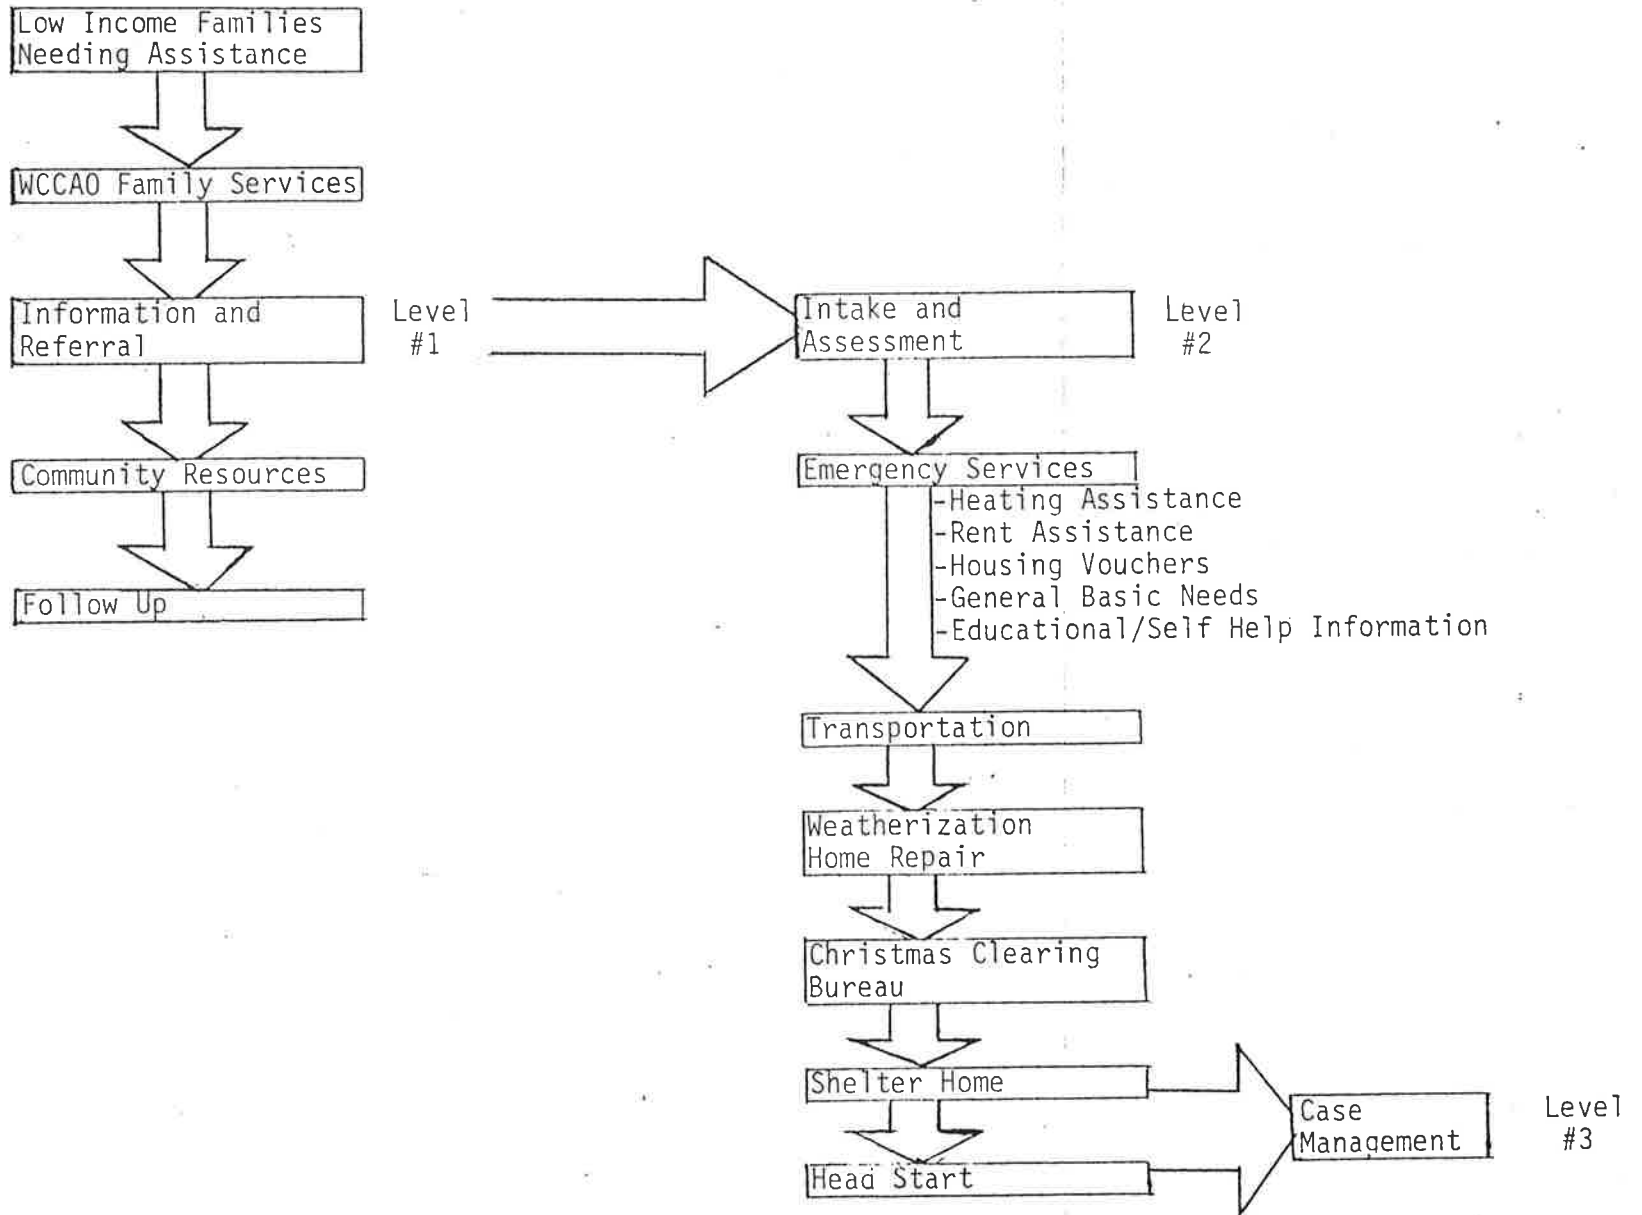 Low Income Families
Needing Assistance
WCCAO Family Services
Information and
Referral
Level
#1
Community Resources
Follow Up
Intake and
Assessment
Level
#2
Emergency Services
-Heating Assistance
-Rent Assistance
-Housing Vouchers
-General Basic Needs
-Educational/Self Help Information
Transportation
Weatherization
Home Repair
Christmas Clearing
Bureau
Shelter Home
Head Start
Case
Management
Level
#3